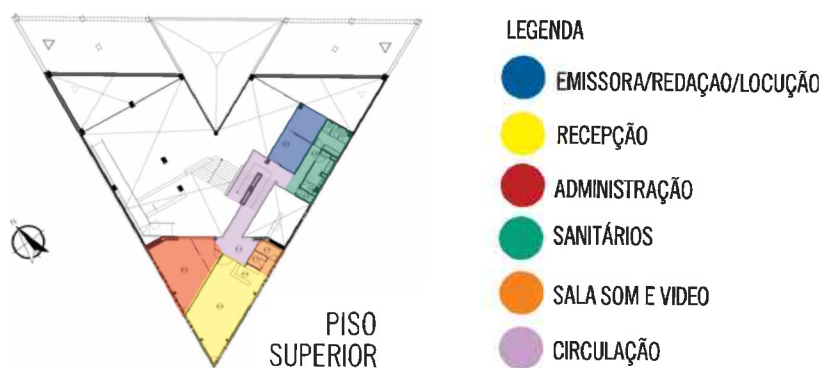 LEGENDA
EMISSORA/REDAÇAO/LOCUÇÃO
RECEPÇÃO
ADMINISTRAÇÃO
SANITÁRIOS
SALA SOM E VIDEO
CIRCULAÇÃO
PISO
SUPERIOR